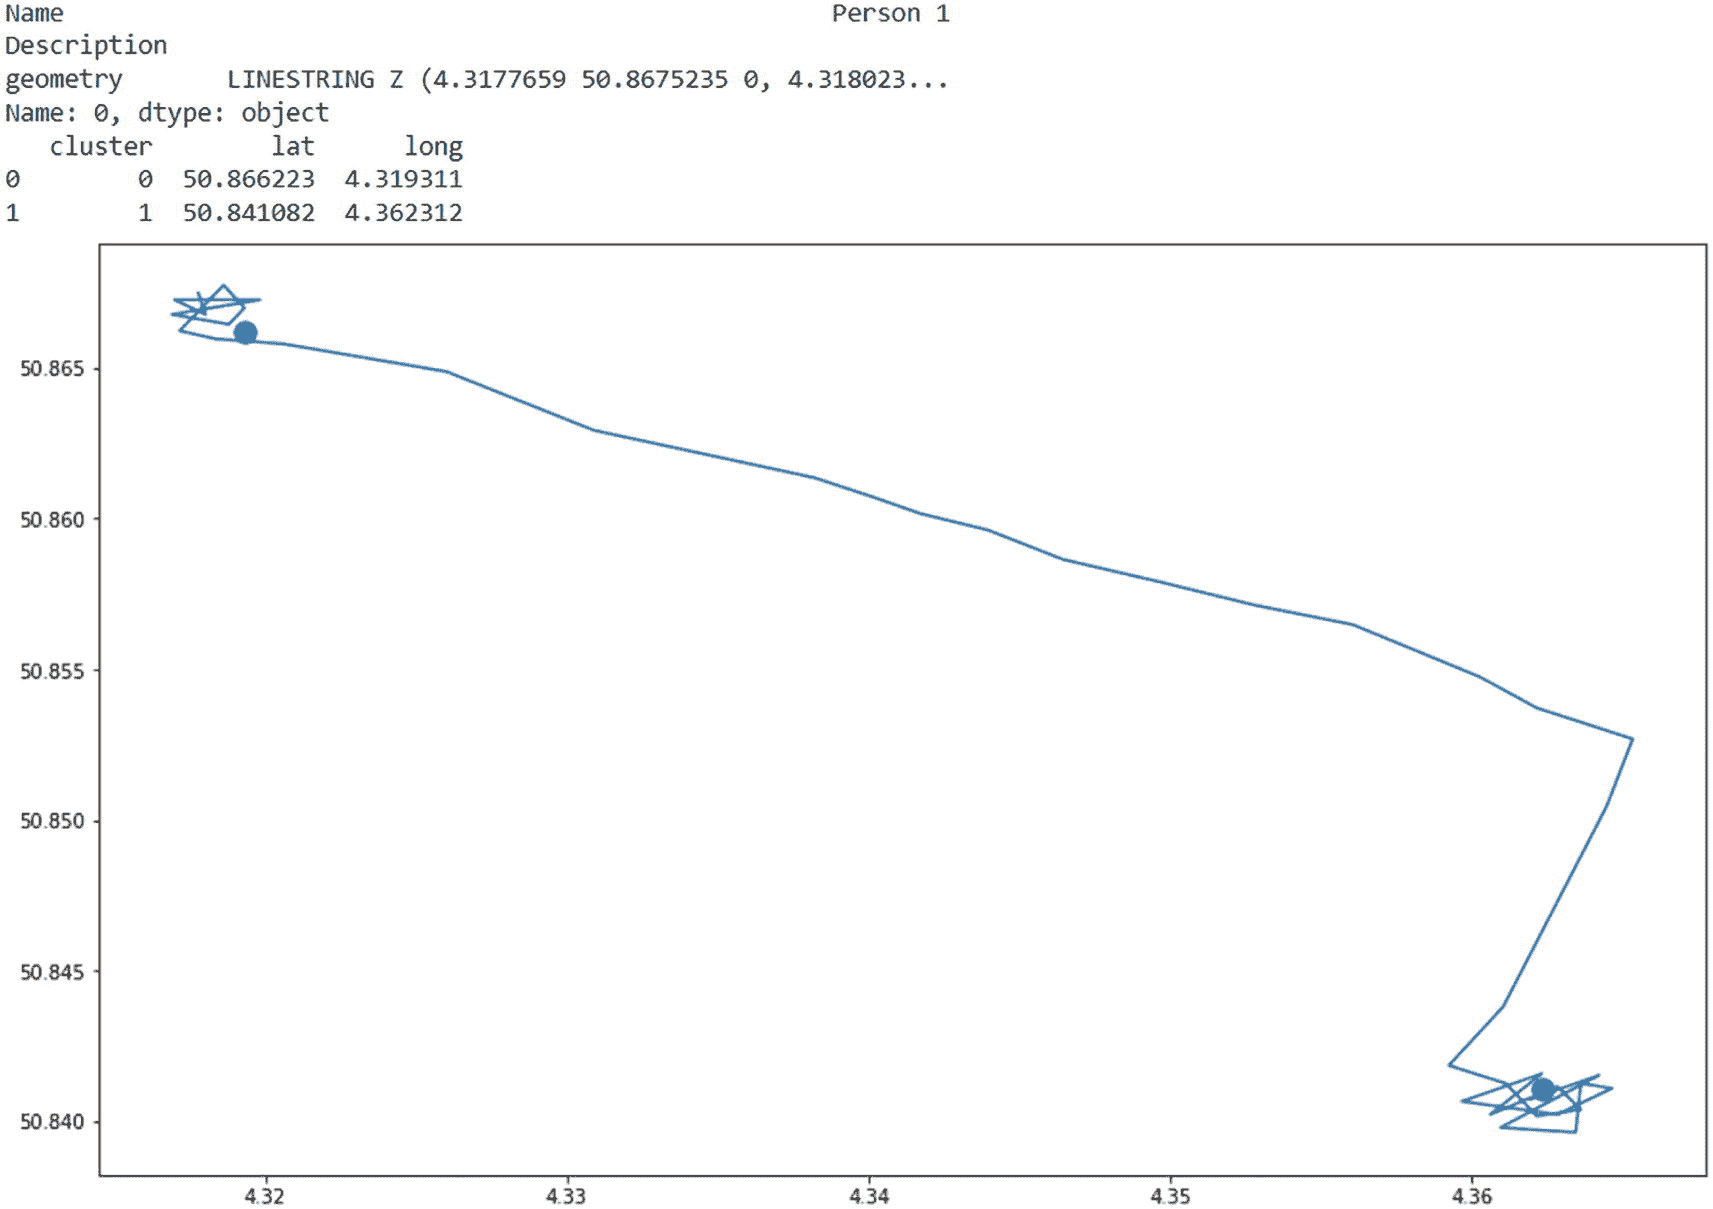 Name Person 1
Description
geometry LINESTRING Z (4.3177659 50.8675235 0, 4.318023...
Name: 0, dtype: object
cluster lat long
0 0 50.866223 4.319311
1 1 50.841082 4.362312
50.865
50.860
50.855
50.850
50.845
50.840
4.32 4.33 4.34 4.35 4.36